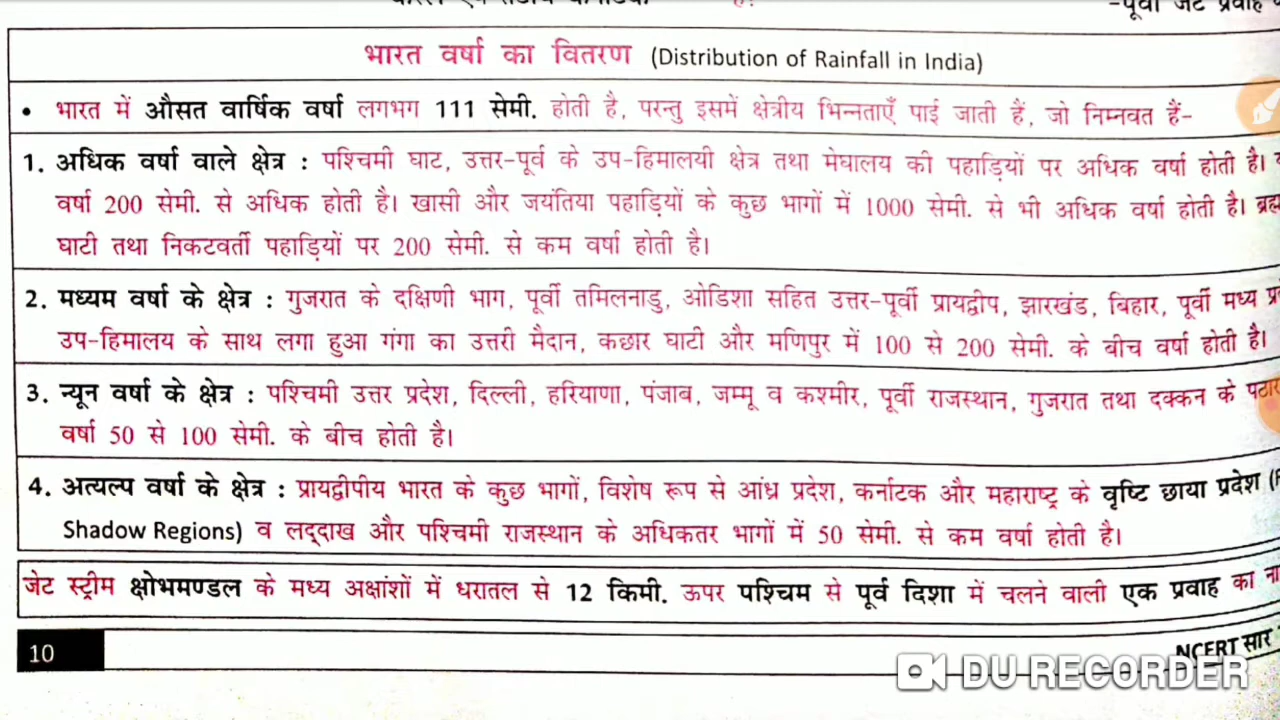 -पूर्वी जेट प्रवाह
भारत वर्षा का वितरण (Distribution of Rainfall in India)
• भारत में औसत वार्षिक वर्षा लगभग 111 सेमी. होती है, परन्तु इसमें क्षेत्रीय भिन्नताएँ पाई जाती हैं, जो निम्नवत हैं-
1. अधिक वर्षा वाले क्षेत्र : पश्चिमी घाट, उत्तर-पूर्व के उप-हिमालयी क्षेत्र तथा मेघालय की पहाड़ियों पर अधिक वर्षा होती है।
वर्षा 200 सेमी. से अधिक होती है। खासी और जयंतिया पहाड़ियों के कुछ भागों में 1000 सेमी. से भी अधिक वर्षा होती है।
घाटी तथा निकटवर्ती पहाड़ियों पर 200 सेमी. से कम वर्षा होती है।
2. मध्यम वर्षा के क्षेत्र : गुजरात के दक्षिणी भाग, पूर्वी तमिलनाडु, ओडिशा सहित उत्तर-पूर्वी प्रायद्वीप, झारखंड, बिहार, पूर्वी मध्य
उप-हिमालय के साथ लगा हुआ गंगा का उत्तरी मैदान, कछार घाटी और मणिपुर में 100 से 200 सेमी. के बीच वर्षा होती है।
3. न्यून वर्षा के क्षेत्र : पश्चिमी उत्तर प्रदेश, दिल्ली, हरियाणा, पंजाब, जम्मू व कश्मीर, पूर्वी राजस्थान, गुजरात तथा दक्कन के पठार
वर्षा 50 से 100 सेमी. के बीच होती है।
4. अत्यल्प वर्षा के क्षेत्र : प्रायद्वीपीय भारत के कुछ भागों, विशेष रूप से आंध्र प्रदेश, कर्नाटक और महाराष्ट्र के वृष्टि छाया प्रदेश
Shadow Regions) व लद्दाख और पश्चिमी राजस्थान के अधिकतर भागों में 50 सेमी. से कम वर्षा होती है।
जेट स्ट्रीम क्षोभमण्डल के मध्य अक्षांशों में धरातल से 12 किमी. ऊपर पश्चिम से पूर्व दिशा में चलने वाली एक प्रवाह का
10
NCERT सार
DU RECORDER